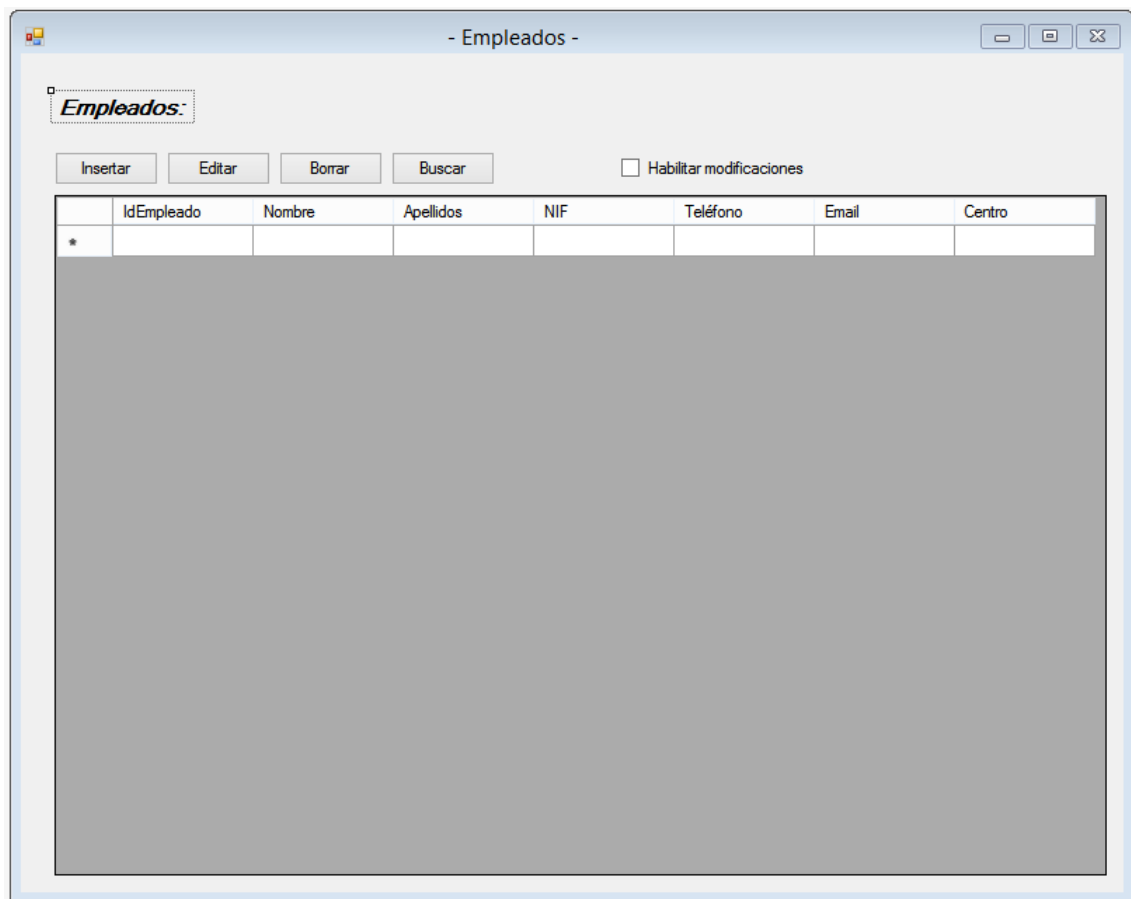 - Empleados -
Empleados:
Insertar Editar Borrar Buscar Habilitar modificaciones
IdEmpleado Nombre Apellidos NIF Teléfono Email Centro
*